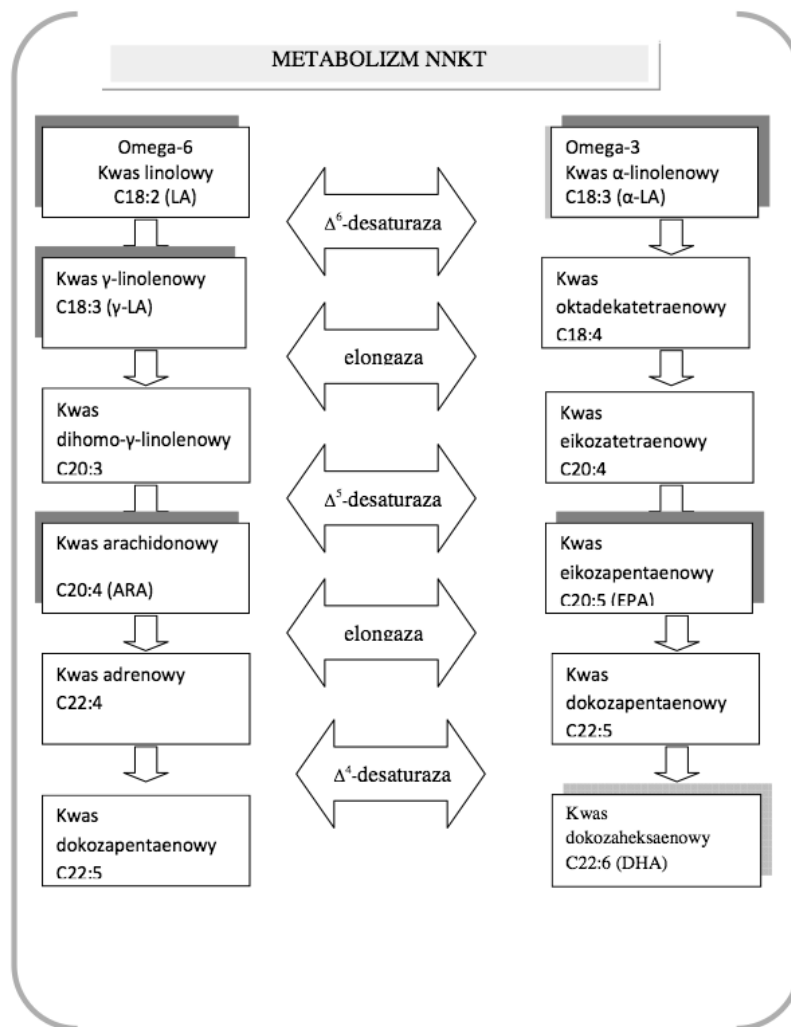 METABOLIZM NNKT
Omega-6
Kwas linolowy
C18:2 (LA)
Kwas γ-linolenowy
C18:3 (γ-LA)
Kwas
dihomo-γ-linolenowy
C20:3
Kwas arachidonowy
C20:4 (ARA)
Kwas adrenowy
C22:4
Kwas
dokozapentaenowy
C22:5
Δ⁶-desaturaza
elongaza
Δ⁵-desaturaza
elongaza
Δ⁴-desaturaza
Omega-3
Kwas α-linolenowy
C18:3 (α-LA)
Kwas
oktadekatetraenowy
C18:4
Kwas
eikozatetraenowy
C20:4
Kwas
eikozapentaenowy
C20:5 (EPA)
Kwas
dokozapentaenowy
C22:5
Kwas
dokozaheksaenowy
C22:6 (DHA)